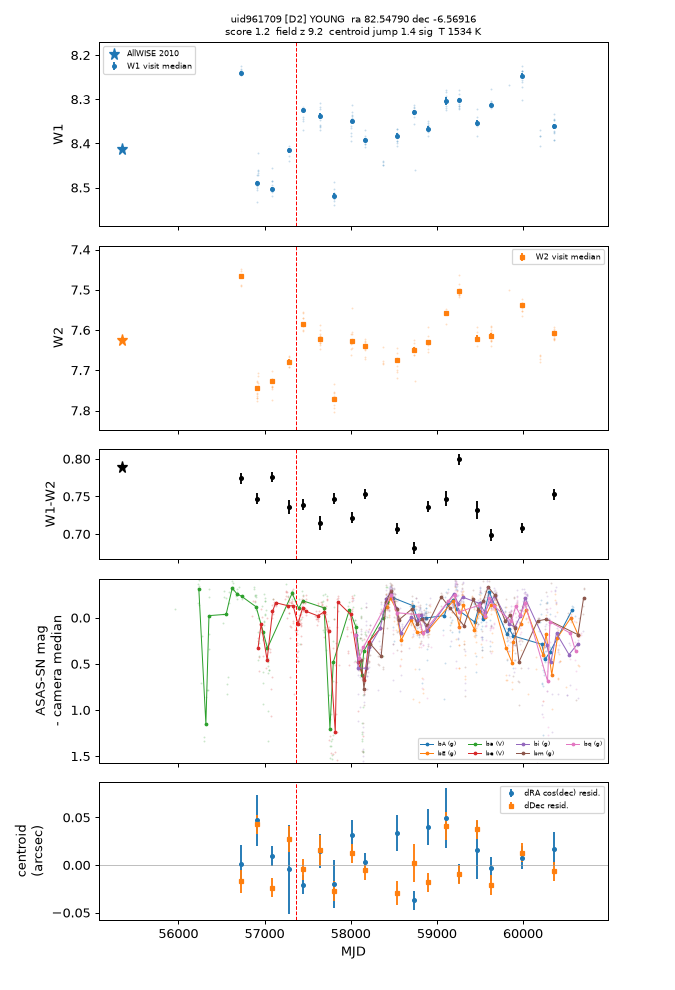 uid961709 [D2] YOUNG ra 82.54790 dec -6.56916
score 1.2 field z 9.2 centroid jump 1.4 sig T 1534 K
AllWISE 2010
W1 visit median
8.2
8.3
8.4
8.5
W1
W2 visit median
7.4
7.5
7.6
7.7
7.8
W2
0.80
0.75
0.70
W1-W2
0.0
0.5
1.0
1.5
ASAS-SN mag
- camera median
bA (g)
bE (g)
ba (V)
be (V)
bi (g)
bm (g)
bq (g)
dRA cos(dec) resid.
dDec resid.
0.05
0.00
−0.05
centroid
(arcsec)
56000 57000 58000 59000 60000
MJD